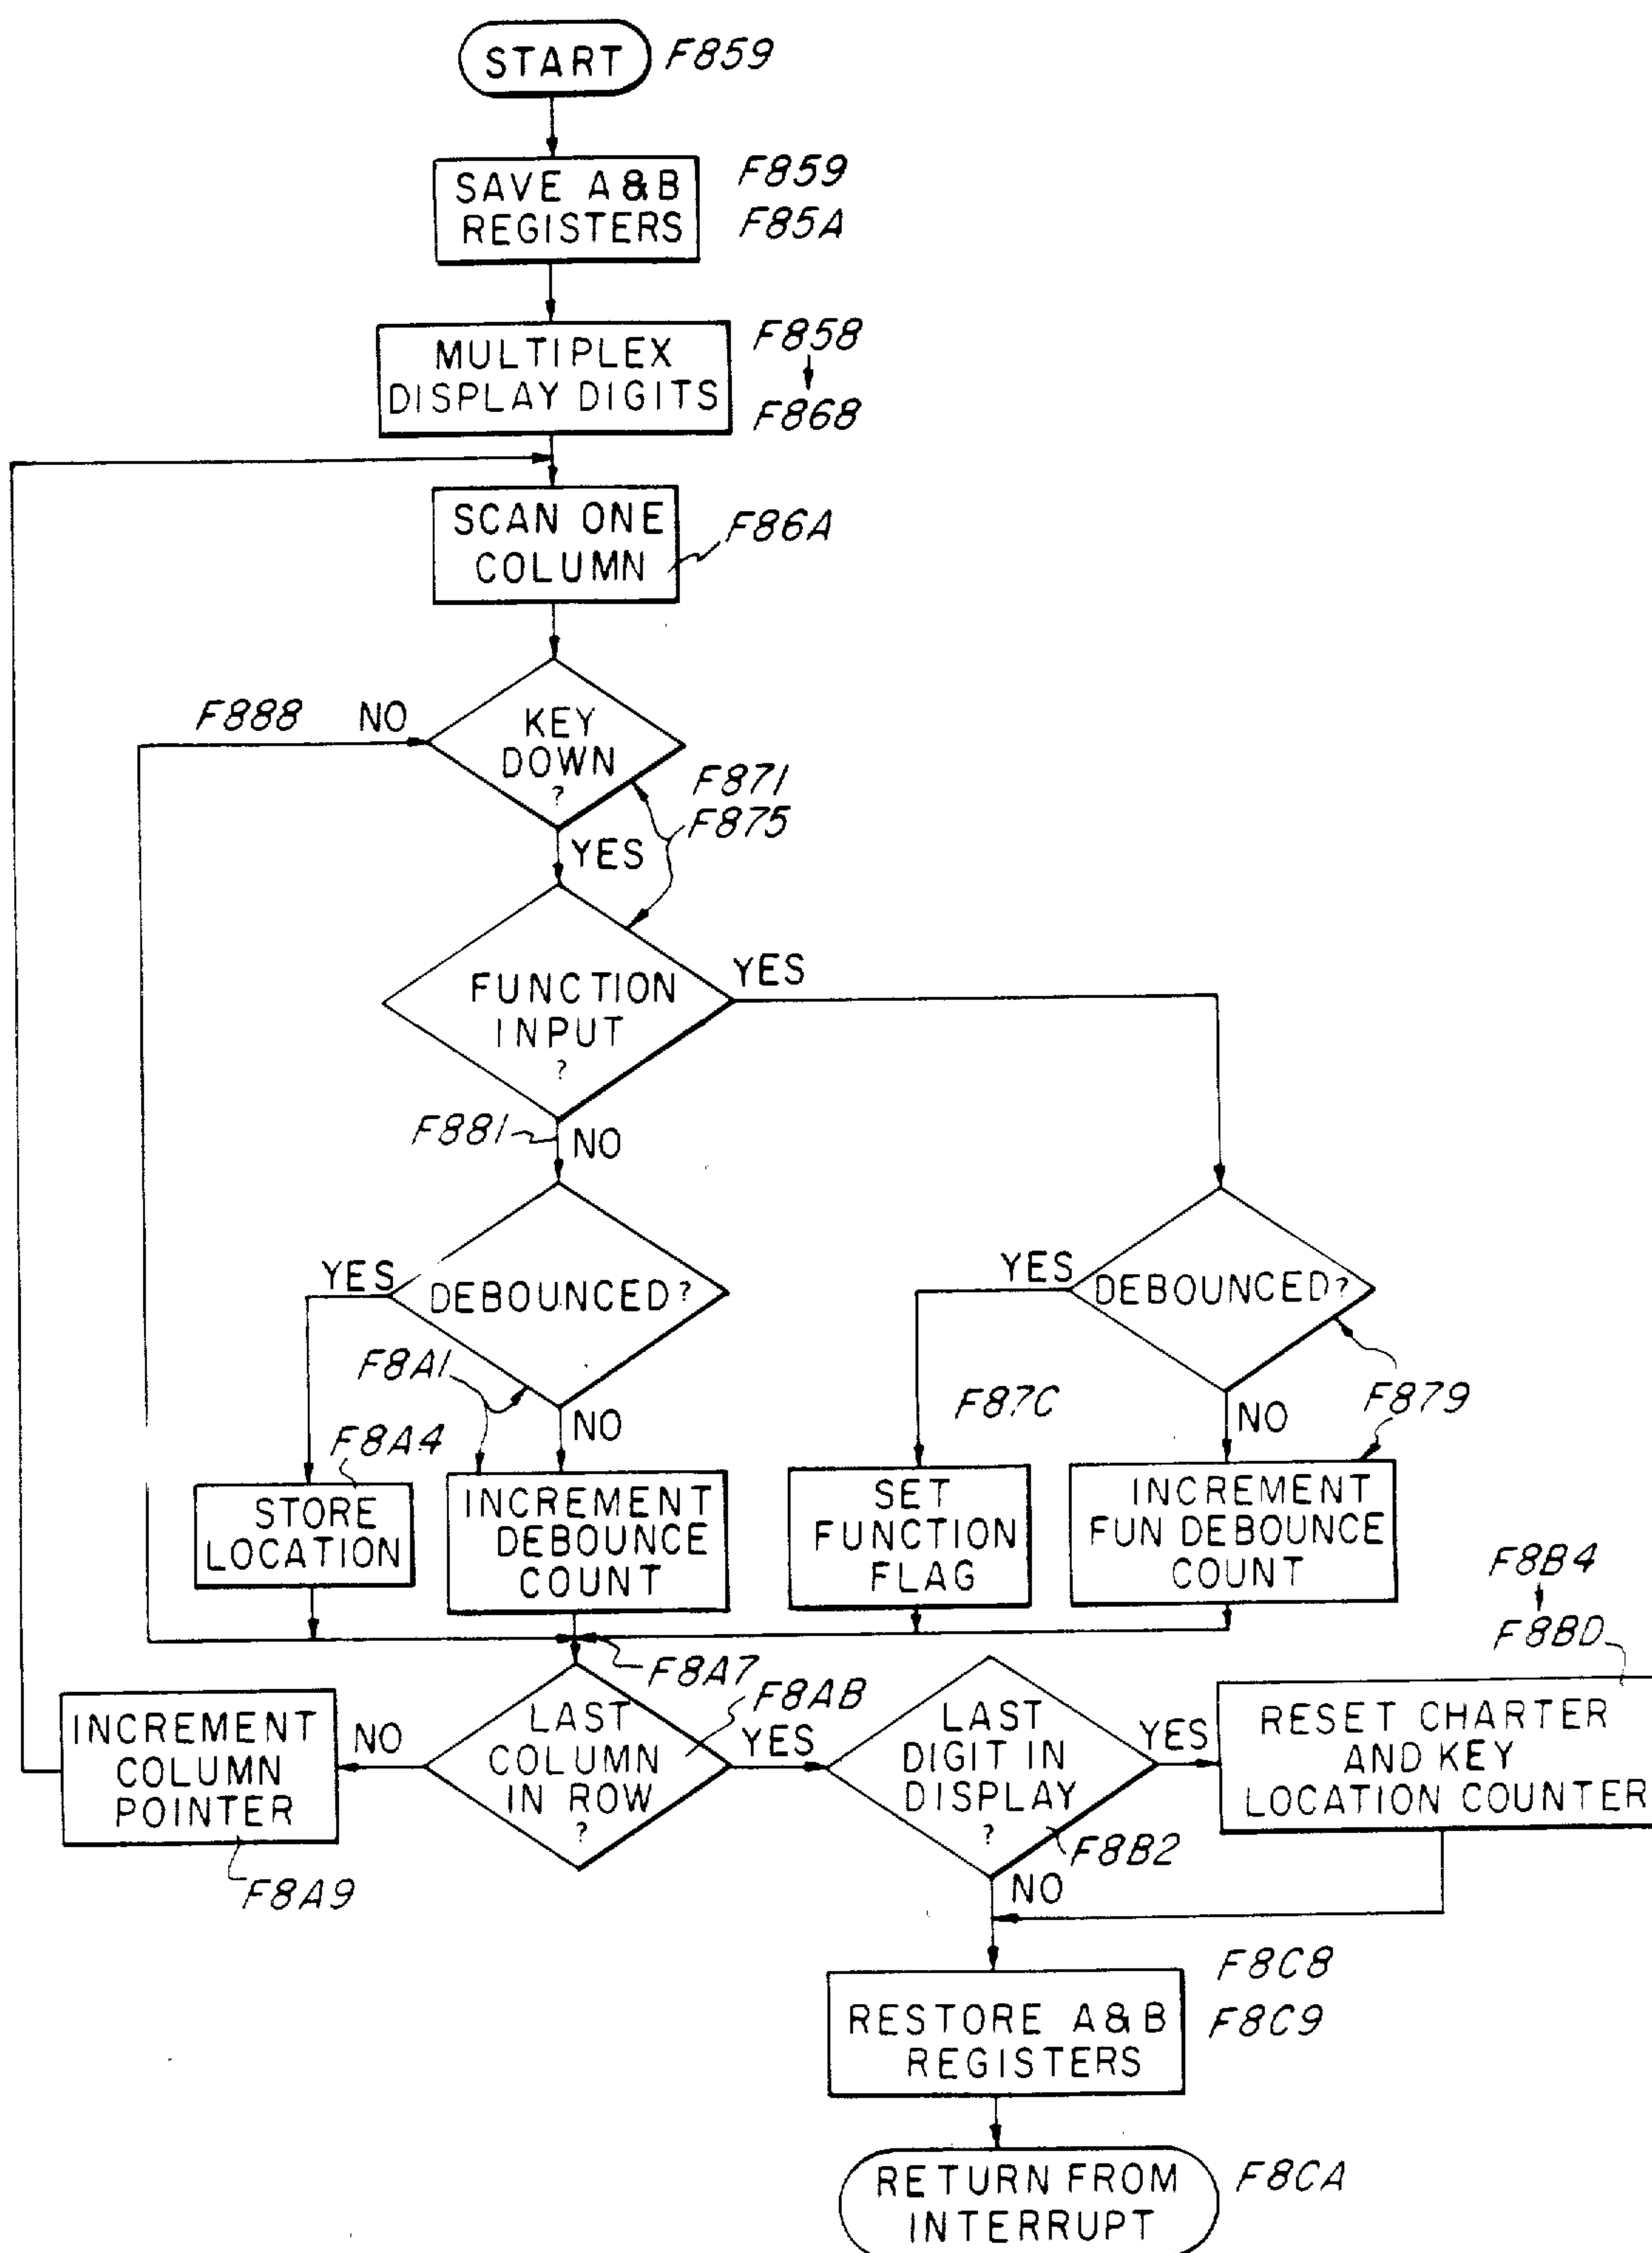 START
F859
SAVE A&B
REGISTERS
F859
F85A
MULTIPLEX
DISPLAY DIGITS
F858
F868
SCAN ONE
COLUMN
F86A
F888
NO
KEY
DOWN
?
F871
F875
YES
FUNCTION
INPUT
?
YES
F881
NO
YES
DEBOUNCED?
YES
DEBOUNCED?
F8A1
NO
F87C
NO
F879
F8A4
STORE
LOCATION
INCREMENT
DEBOUNCE
COUNT
SET
FUNCTION
FLAG
INCREMENT
FUN DEBOUNCE
COUNT
F8B4
F8BD
F8A7
F8AB
INCREMENT
COLUMN
POINTER
NO
LAST
COLUMN
IN ROW
?
YES
LAST
DIGIT IN
DISPLAY
?
YES
RESET CHARTER
AND KEY
LOCATION COUNTER
F8A9
F8B2
NO
RESTORE A&B
REGISTERS
F8C8
F8C9
RETURN FROM
INTERRUPT
F8CA